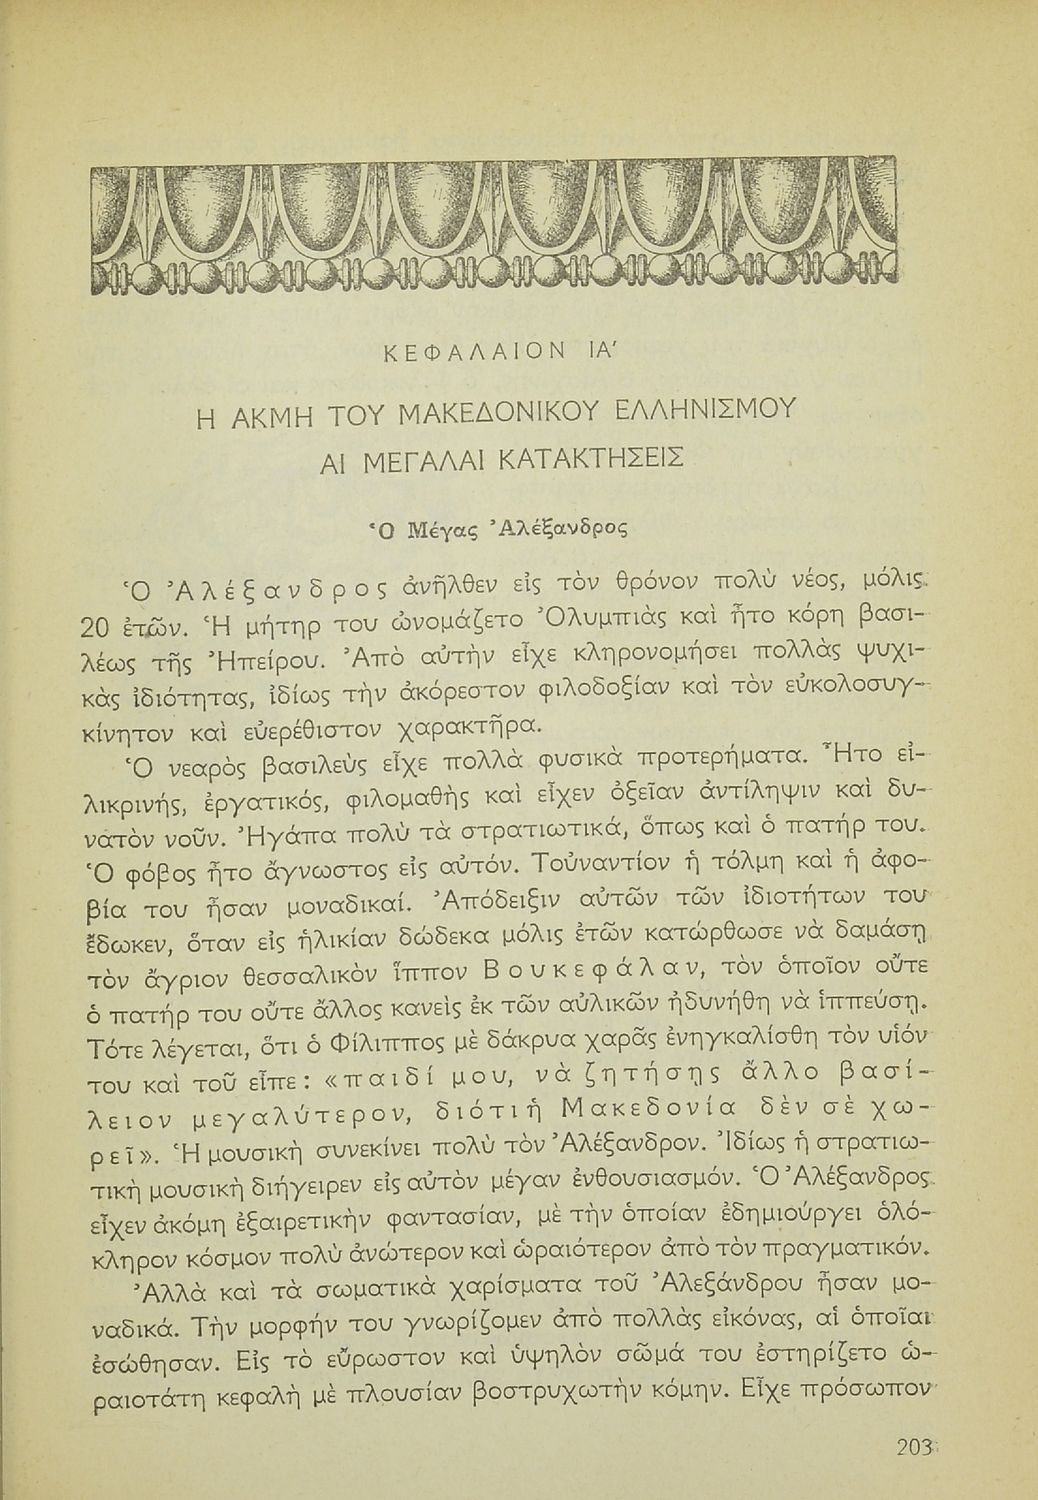 ΚΕΦΑΛΑΙΟΝ ΙΑ'
Η ΑΚΜΗ ΤΟΥ ΜΑΚΕΔΟΝΙΚΟΥ ΕΛΛΗΝΙΣΜΟΥ
ΑΙ ΜΕΓΑΛΑΙ ΚΑΤΑΚΤΗΣΕΙΣ
Ὁ Μέγας Ἀλέξανδρος
Ὁ Ἀλέξανδρος ἀνῆλθεν εἰς τὸν θρόνον πολὺ νέος, μόλις
20 ἐτῶν. Ἡ μήτηρ του ὠνομάζετο Ὀλυμπιὰς καὶ ἦτο κόρη βασι-
λέως τῆς Ἠπείρου. Ἀπὸ αὐτὴν εἶχε κληρονομήσει πολλὰς ψυχι-
κὰς ἰδιότητας, ἰδίως τὴν ἀκόρεστον φιλοδοξίαν καὶ τὸν εὐκολοσυγ-
κίνητον καὶ εὐερέθιστον χαρακτῆρα.
Ὁ νεαρὸς βασιλεὺς εἶχε πολλὰ φυσικὰ προτερήματα. Ἦτο εἰ-
λικρινής, ἐργατικός, φιλομαθὴς καὶ εἶχεν ὀξεῖαν ἀντίληψιν καὶ δυ-
νατὸν νοῦν. Ἠγάπα πολὺ τὰ στρατιωτικά, ὅπως καὶ ὁ πατήρ του.
Ὁ φόβος ἦτο ἄγνωστος εἰς αὐτόν. Τοὐναντίον ἡ τόλμη καὶ ἡ ἀφο-
βία του ἦσαν μοναδικαί. Ἀπόδειξιν αὐτῶν τῶν ἰδιοτήτων του
ἔδωκεν, ὅταν εἰς ἡλικίαν δώδεκα μόλις ἐτῶν κατώρθωσε νὰ δαμάσῃ
τὸν ἄγριον θεσσαλικὸν ἵππον Βουκεφάλαν, τὸν ὁποῖον οὔτε
ὁ πατήρ του οὔτε ἄλλος κανεὶς ἐκ τῶν αὐλικῶν ἠδυνήθη νὰ ἱππεύσῃ.
Τότε λέγεται, ὅτι ὁ Φίλιππος μὲ δάκρυα χαρᾶς ἐνηγκαλίσθη τὸν υἱόν
του καὶ τοῦ εἶπε: «παιδί μου, νὰ ζητήσῃς ἄλλο βασί-
λειον μεγαλύτερον, διότι ἡ Μακεδονία δὲν σὲ χω-
ρεῖ». Ἡ μουσικὴ συνεκίνει πολὺ τὸν Ἀλέξανδρον. Ἰδίως ἡ στρατιω-
τικὴ μουσικὴ διήγειρεν εἰς αὐτὸν μέγαν ἐνθουσιασμόν. Ὁ Ἀλέξανδρος
εἶχεν ἀκόμη ἐξαιρετικὴν φαντασίαν, μὲ τὴν ὁποίαν ἐδημιούργει ὁλό-
κληρον κόσμον πολὺ ἀνώτερον καὶ ὡραιότερον ἀπὸ τὸν πραγματικόν.
Ἀλλὰ καὶ τὰ σωματικὰ χαρίσματα τοῦ Ἀλεξάνδρου ἦσαν μο-
ναδικά. Τὴν μορφήν του γνωρίζομεν ἀπὸ πολλὰς εἰκόνας, αἱ ὁποῖαι
ἐσώθησαν. Εἰς τὸ εὔρωστον καὶ ὑψηλὸν σῶμά του ἐστηρίζετο ὡ-
ραιοτάτη κεφαλὴ μὲ πλουσίαν βοστρυχωτὴν κόμην. Εἶχε πρόσωπον
203